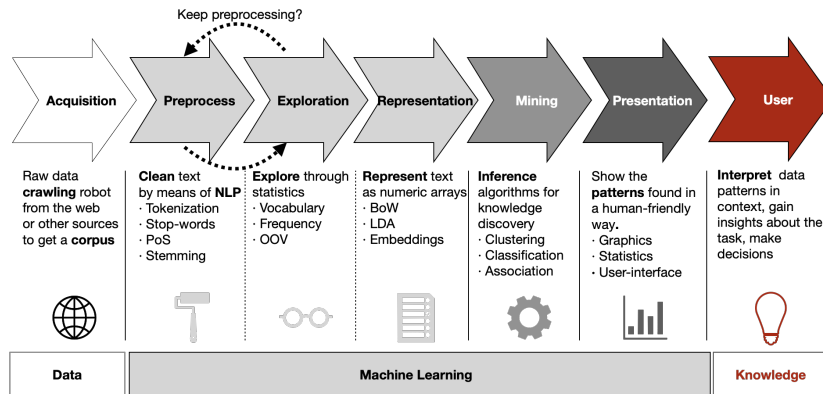 Keep preprocessing?
Acquisition
Preprocess
Exploration
Representation
Mining
Presentation
User
Raw data
crawling robot
from the web
or other sources
to get a corpus
Clean text
by means of NLP
· Tokenization
· Stop-words
· PoS
· Stemming
Explore through
statistics
· Vocabulary
· Frequency
· OOV
Represent text
as numeric arrays
· BoW
· LDA
· Embeddings
Inference
algorithms for
knowledge
discovery
· Clustering
· Classification
· Association
Show the
patterns found in
a human-friendly
way.
· Graphics
· Statistics
· User-interface
Interpret data
patterns in
context, gain
insights about the
task, make
decisions
Data
Machine Learning
Knowledge